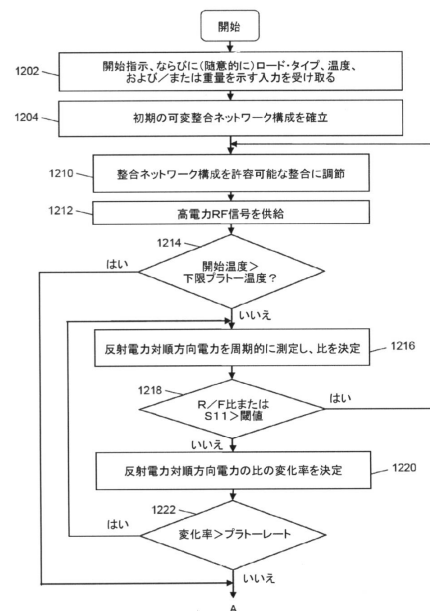 開始
1202
開始指示、ならびに(随意的に)ロード・タイプ、温度、
および/または重量を示す入力を受け取る
1204
初期の可変整合ネットワーク構成を確立
1210
整合ネットワーク構成を許容可能な整合に調節
1212
高電力RF信号を供給
1214
はい
開始温度>
下限プラトー温度?
いいえ
反射電力対順方向電力を周期的に測定し、比を決定
1216
1218
R/F比または
S11>閾値
はい
いいえ
反射電力対順方向電力の比の変化率を決定
1220
1222
はい
変化率>プラトーレート
いいえ
A